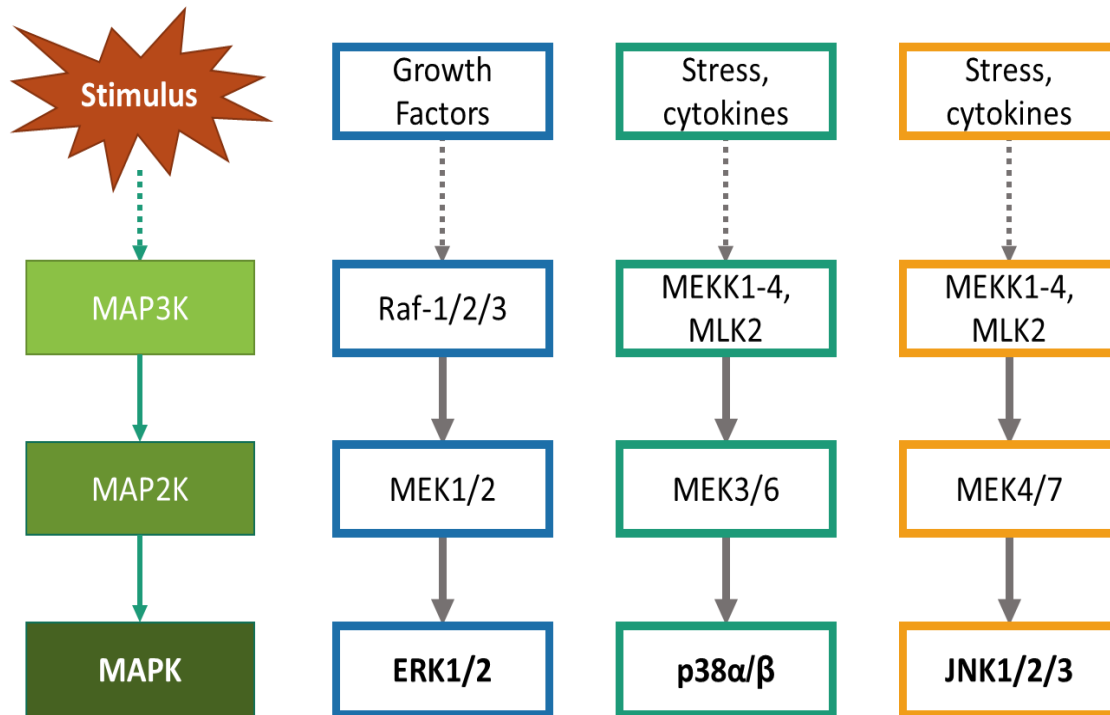 Stimulus
Growth
Factors
Stress,
cytokines
Stress,
cytokines
MAP3K
Raf-1/2/3
MEKK1-4,
MLK2
MEKK1-4,
MLK2
MAP2K
MEK1/2
MEK3/6
MEK4/7
MAPK
ERK1/2
p38α/β
JNK1/2/3